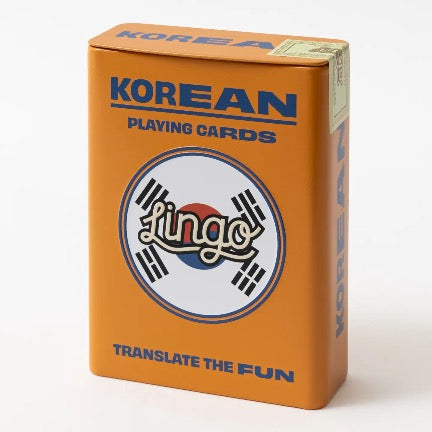 KOREAN
KOREAN
PLAYING CARDS
Lingo
TRANSLATE THE FUN
KOREAN